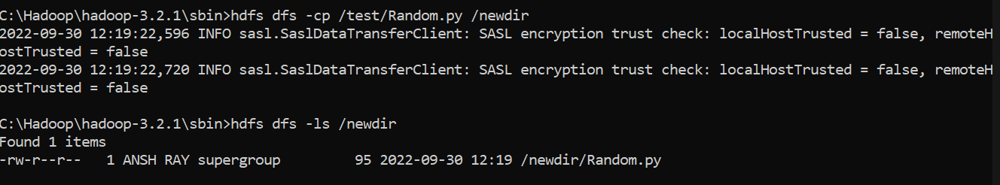 C:\Hadoop\hadoop-3.2.1\sbin>hdfs dfs -cp /test/Random.py /newdir
2022-09-30 12:19:22,596 INFO sasl.SaslDataTransferClient: SASL encryption trust check: localHostTrusted = false, remoteH
ostTrusted = false
2022-09-30 12:19:22,720 INFO sasl.SaslDataTransferClient: SASL encryption trust check: localHostTrusted = false, remoteH
ostTrusted = false
C:\Hadoop\hadoop-3.2.1\sbin>hdfs dfs -ls /newdir
Found 1 items
-rw-r--r--   1 ANSH RAY supergroup         95 2022-09-30 12:19 /newdir/Random.py